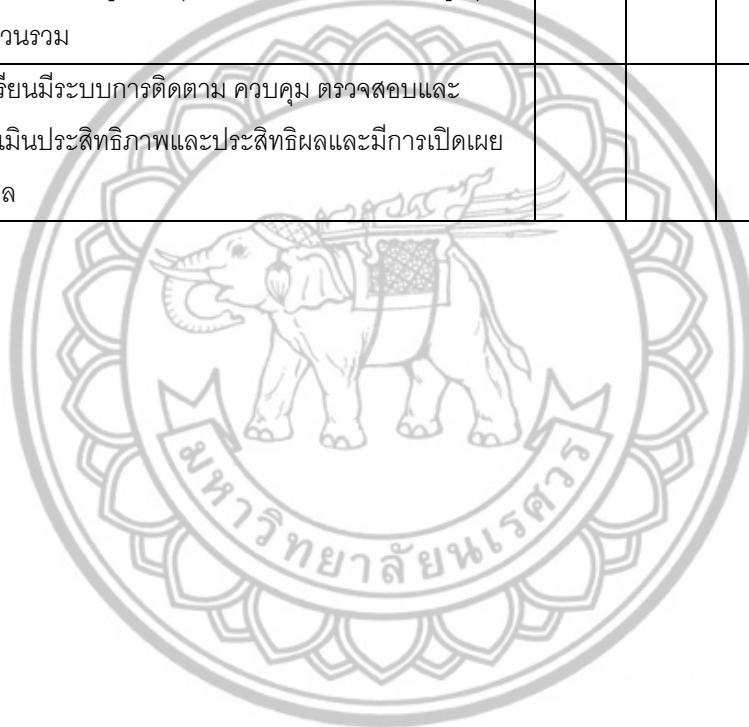 วนรวม
รียนมีระบบการติดตาม ควบคุม ตรวจสอบและ
เมินประสิทธิภาพและประสิทธิผลและมีการเปิดเผย
ล
มหาวิทยาลัยนเรศวร